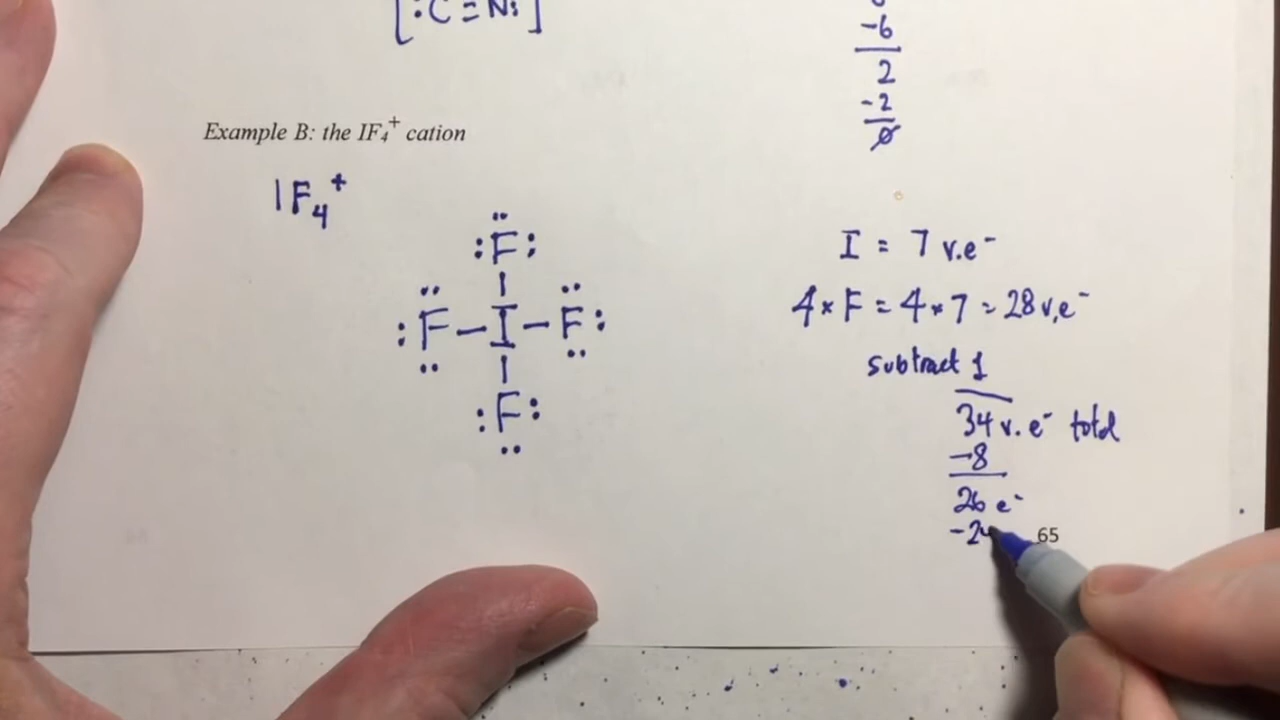 [:C≡N:]
-6
2
-2
0
Example B: the IF₄⁺ cation
IF₄⁺
:F:
:F-I-F:
:F:
I = 7 v.e⁻
4×F = 4×7 = 28 v.e⁻
subtract 1
34 v.e⁻ total
-8
26 e⁻
-24
65